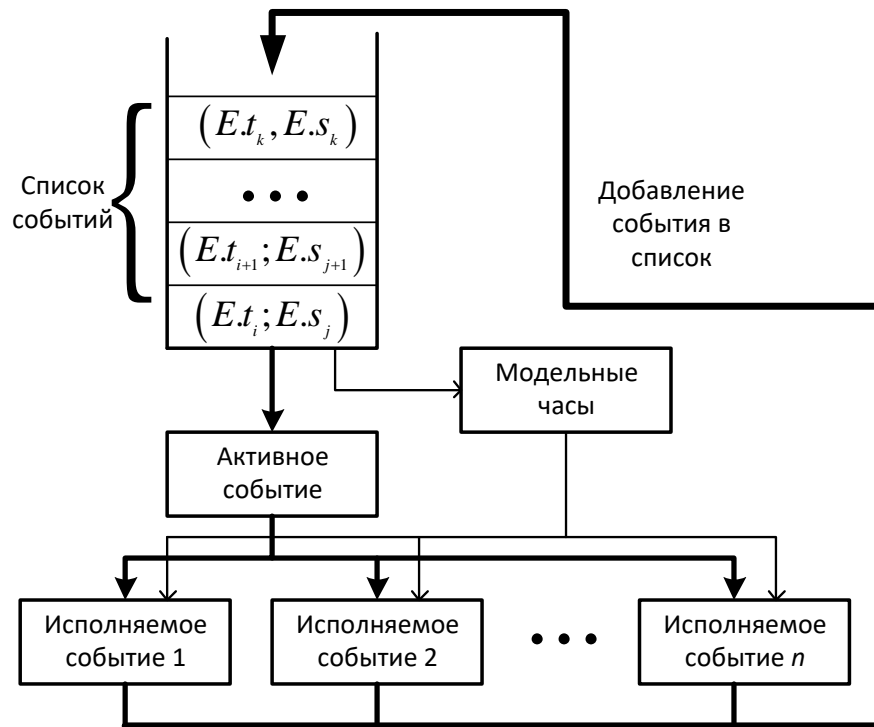 (E.t_k, E.s_k)
• • •
Список
событий
(E.t_{i+1}; E.s_{j+1})
(E.t_i; E.s_j)
Добавление
события в
список
Модельные
часы
Активное
событие
Исполняемое
событие 1
Исполняемое
событие 2
• • •
Исполняемое
событие n